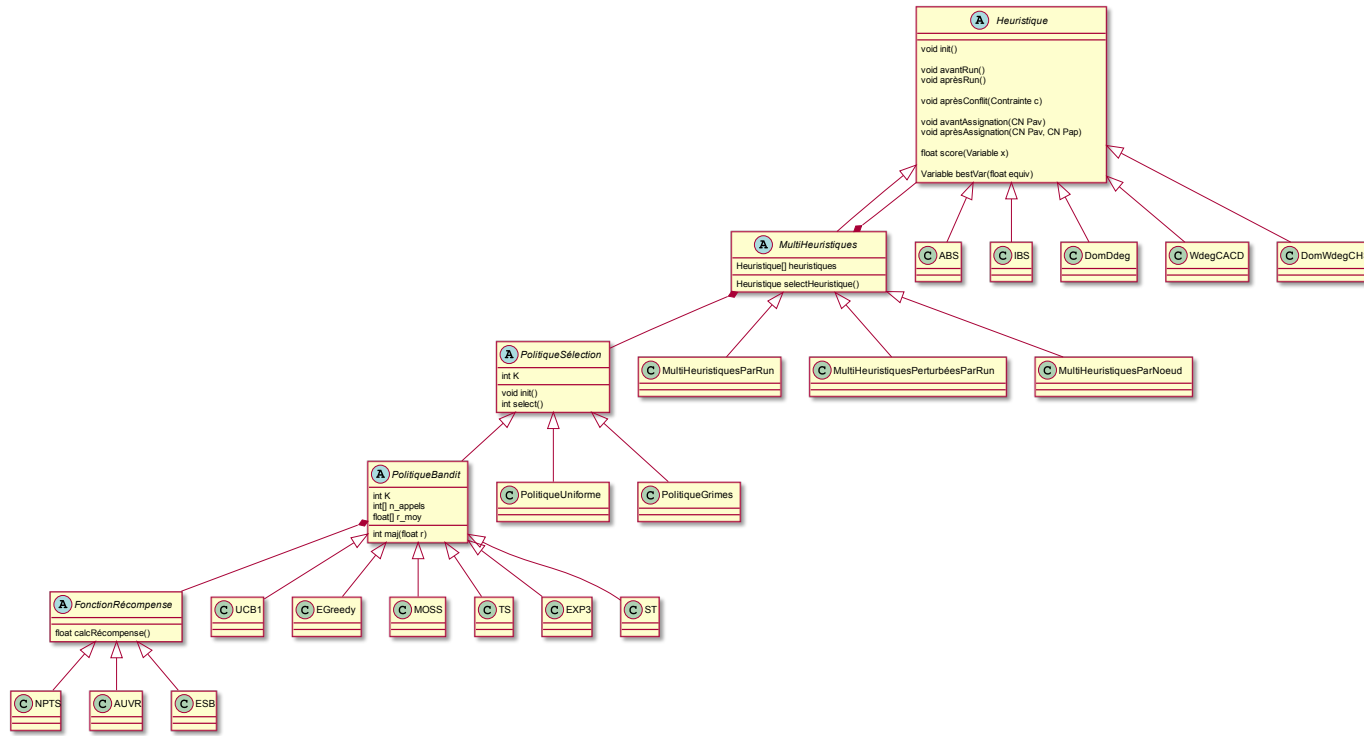 A Heuristique
void init()
void avantRun()
void aprèsRun()
void aprèsConflit(Contrainte c)
void avantAssignation(CN Pav)
void aprèsAssignation(CN Pav, CN Pap)
float score(Variable x)
Variable bestVar(float equiv)
A MultiHeuristiques
Heuristique[] heuristiques
Heuristique selectHeuristique()
C ABS
C IBS
C DomDdeg
C WdegCACD
C DomWdegCH
A PolitiqueSélection
int K
void init()
int select()
C MultiHeuristiquesParRun
C MultiHeuristiquesPerturbéesParRun
C MultiHeuristiquesParNoeud
A PolitiqueBandit
int K
int[] n_appels
float[] r_moy
int maj(float r)
C PolitiqueUniforme
C PolitiqueGrimes
A FonctionRécompense
float calcRécompense()
C UCB1
C EGreedy
C MOSS
C TS
C EXP3
C ST
C NPTS
C AUVR
C ESB